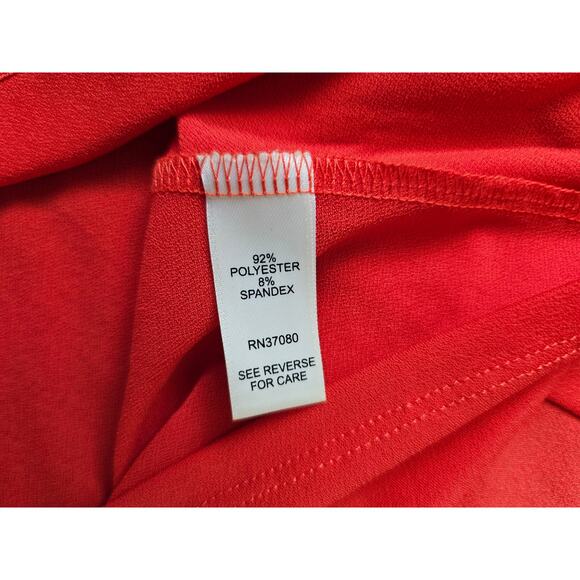 92%
POLYESTER
8%
SPANDEX
RN37080
SEE REVERSE
FOR CARE